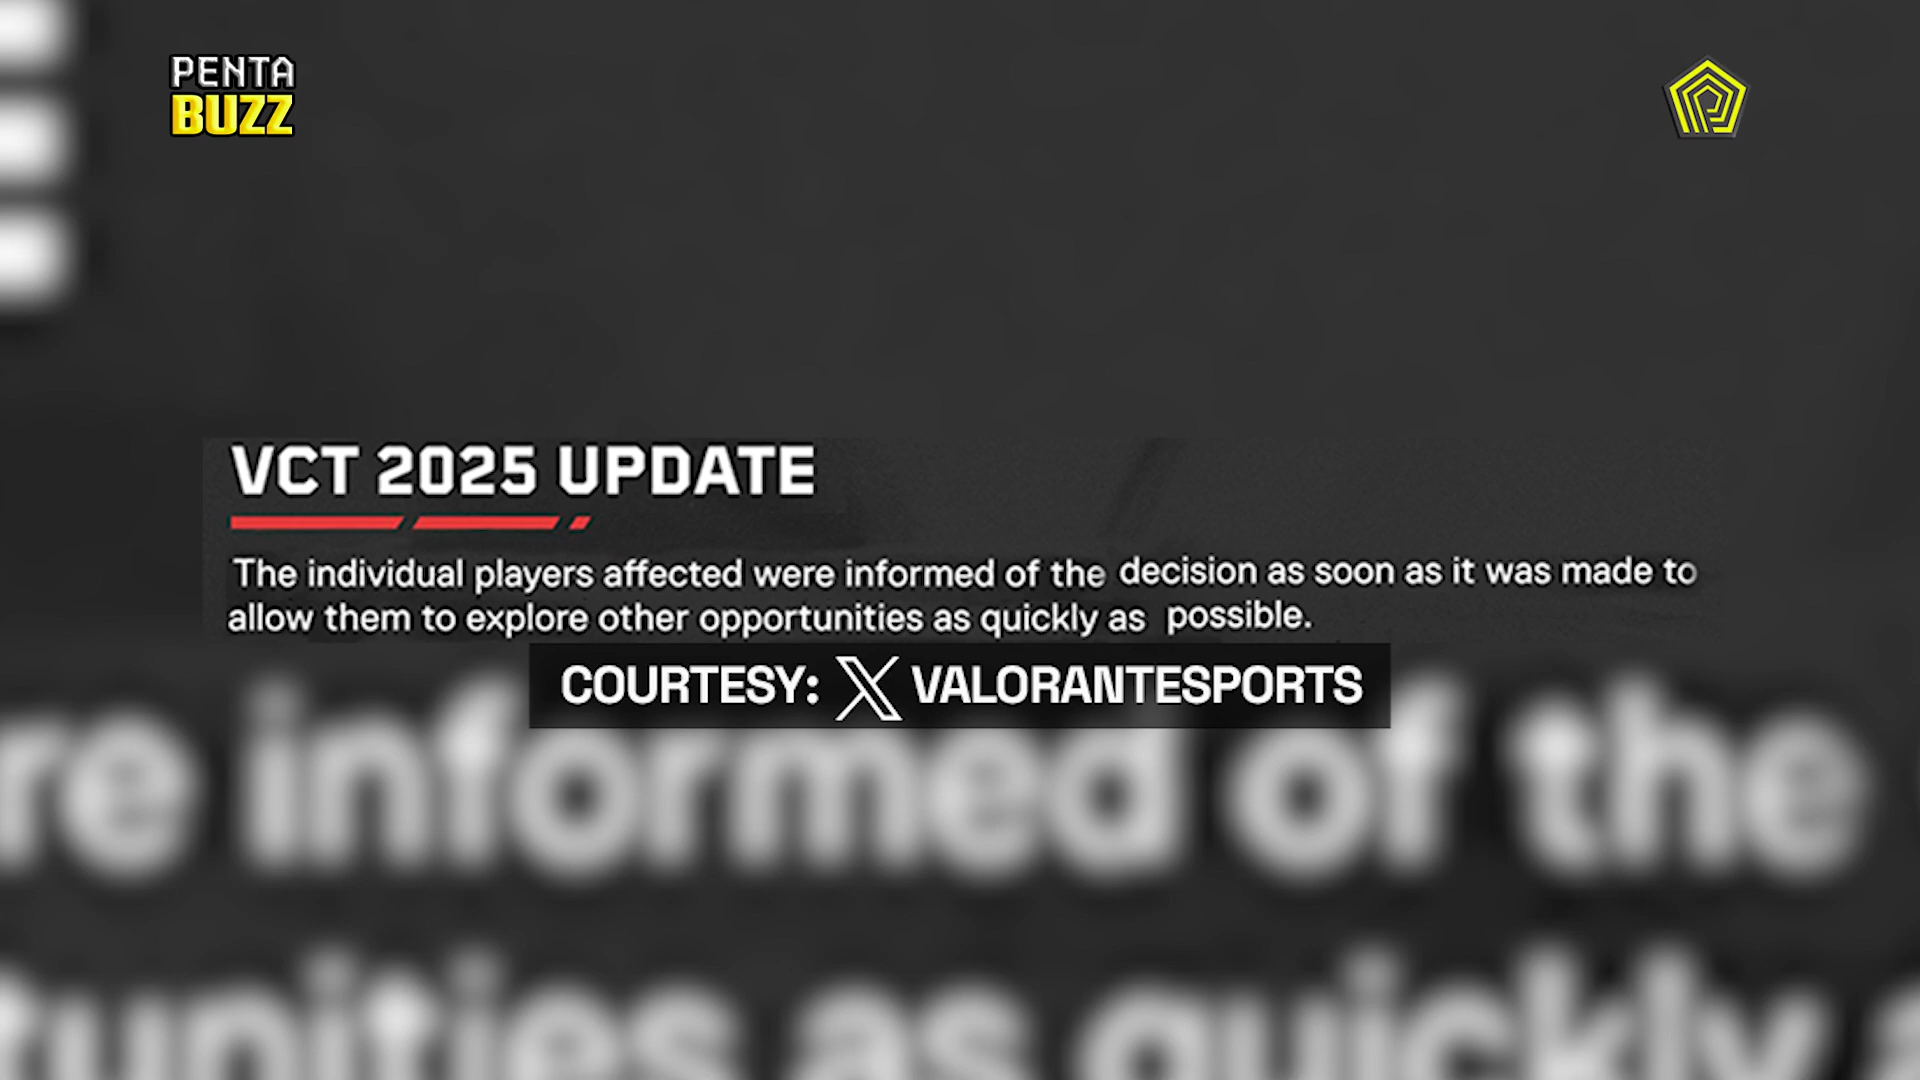 PENTA
BUZZ
VCT 2025 UPDATE
The individual players affected were informed of the decision as soon as it was made to
allow them to explore other opportunities as quickly as possible.
COURTESY: X VALORANTESPORTS
re informed of the
tunities as quickly a